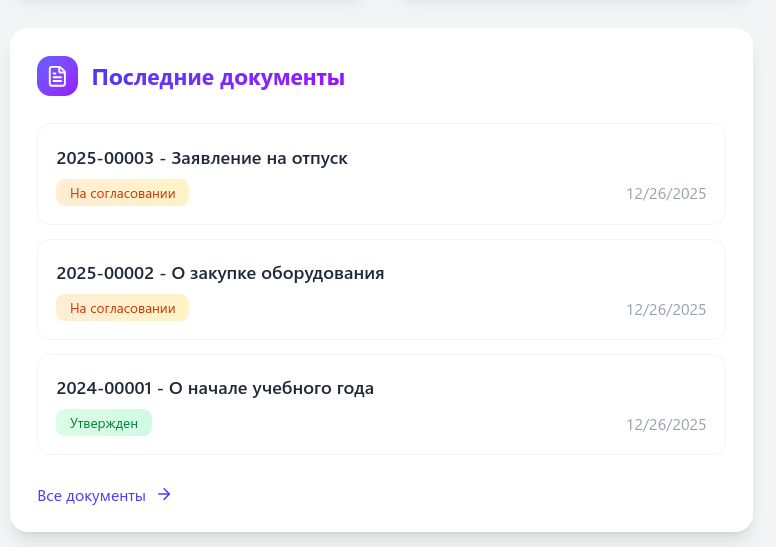 Последние документы
2025-00003 - Заявление на отпуск
На согласовании
12/26/2025
2025-00002 - О закупке оборудования
На согласовании
12/26/2025
2024-00001 - О начале учебного года
Утвержден
12/26/2025
Все документы →